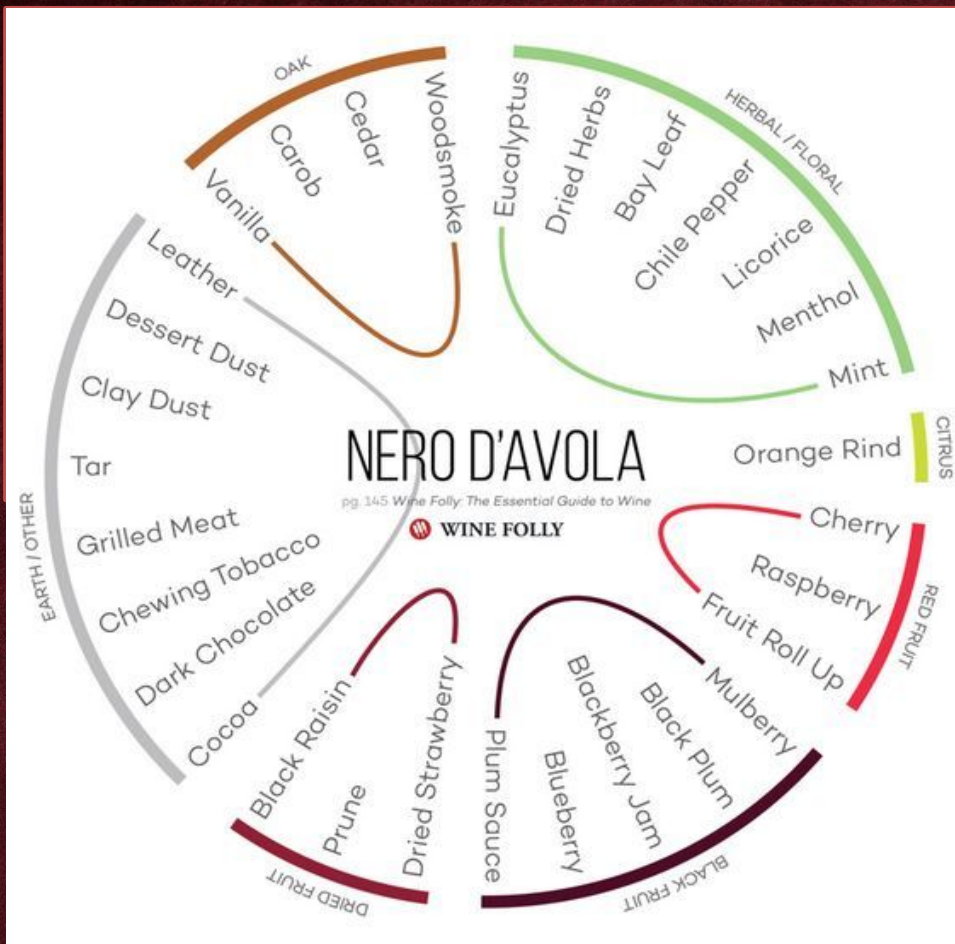 OAK
Vanilla
Carob
Cedar
Woodsmoke
HERBAL / FLORAL
Eucalyptus
Dried Herbs
Bay Leaf
Chile Pepper
Licorice
Menthol
Mint
CITRUS
Orange Rind
RED FRUIT
Cherry
Raspberry
Fruit Roll Up
BLACK FRUIT
Mulberry
Black Plum
Blackberry Jam
Blueberry
Plum Sauce
DRIED FRUIT
Dried Strawberry
Prune
Black Raisin
EARTH / OTHER
Cocoa
Dark Chocolate
Chewing Tobacco
Grilled Meat
Tar
Clay Dust
Dessert Dust
Leather
NERO D'AVOLA
pg. 145 Wine Folly: The Essential Guide to Wine
WINE FOLLY